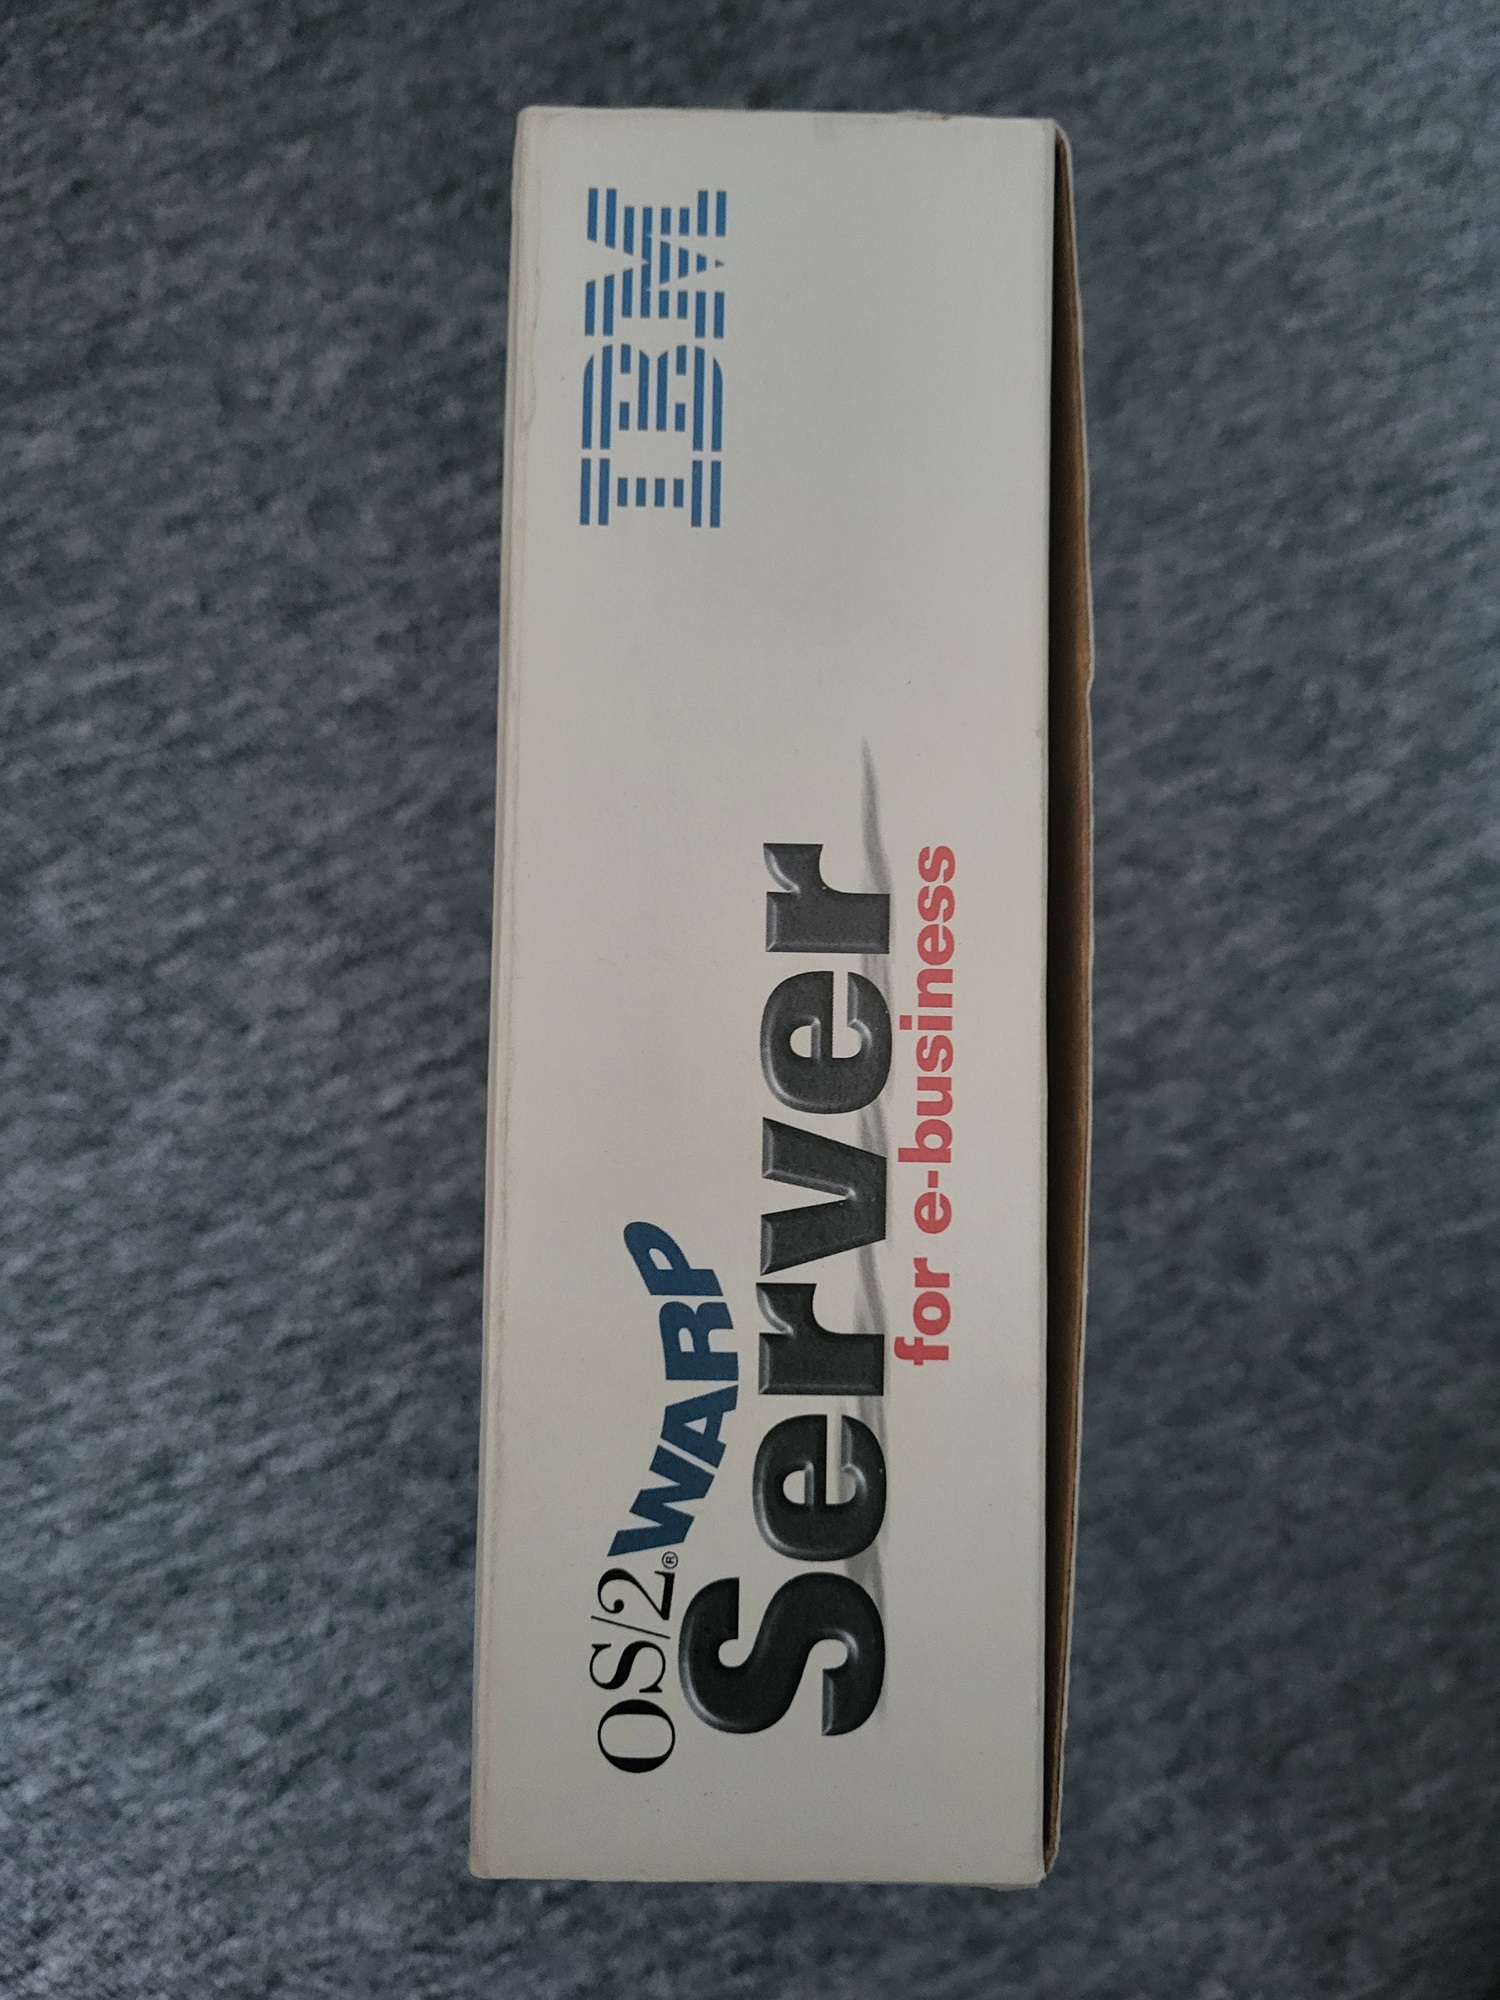 OS/2® WARP
Server
for e-business
IBM